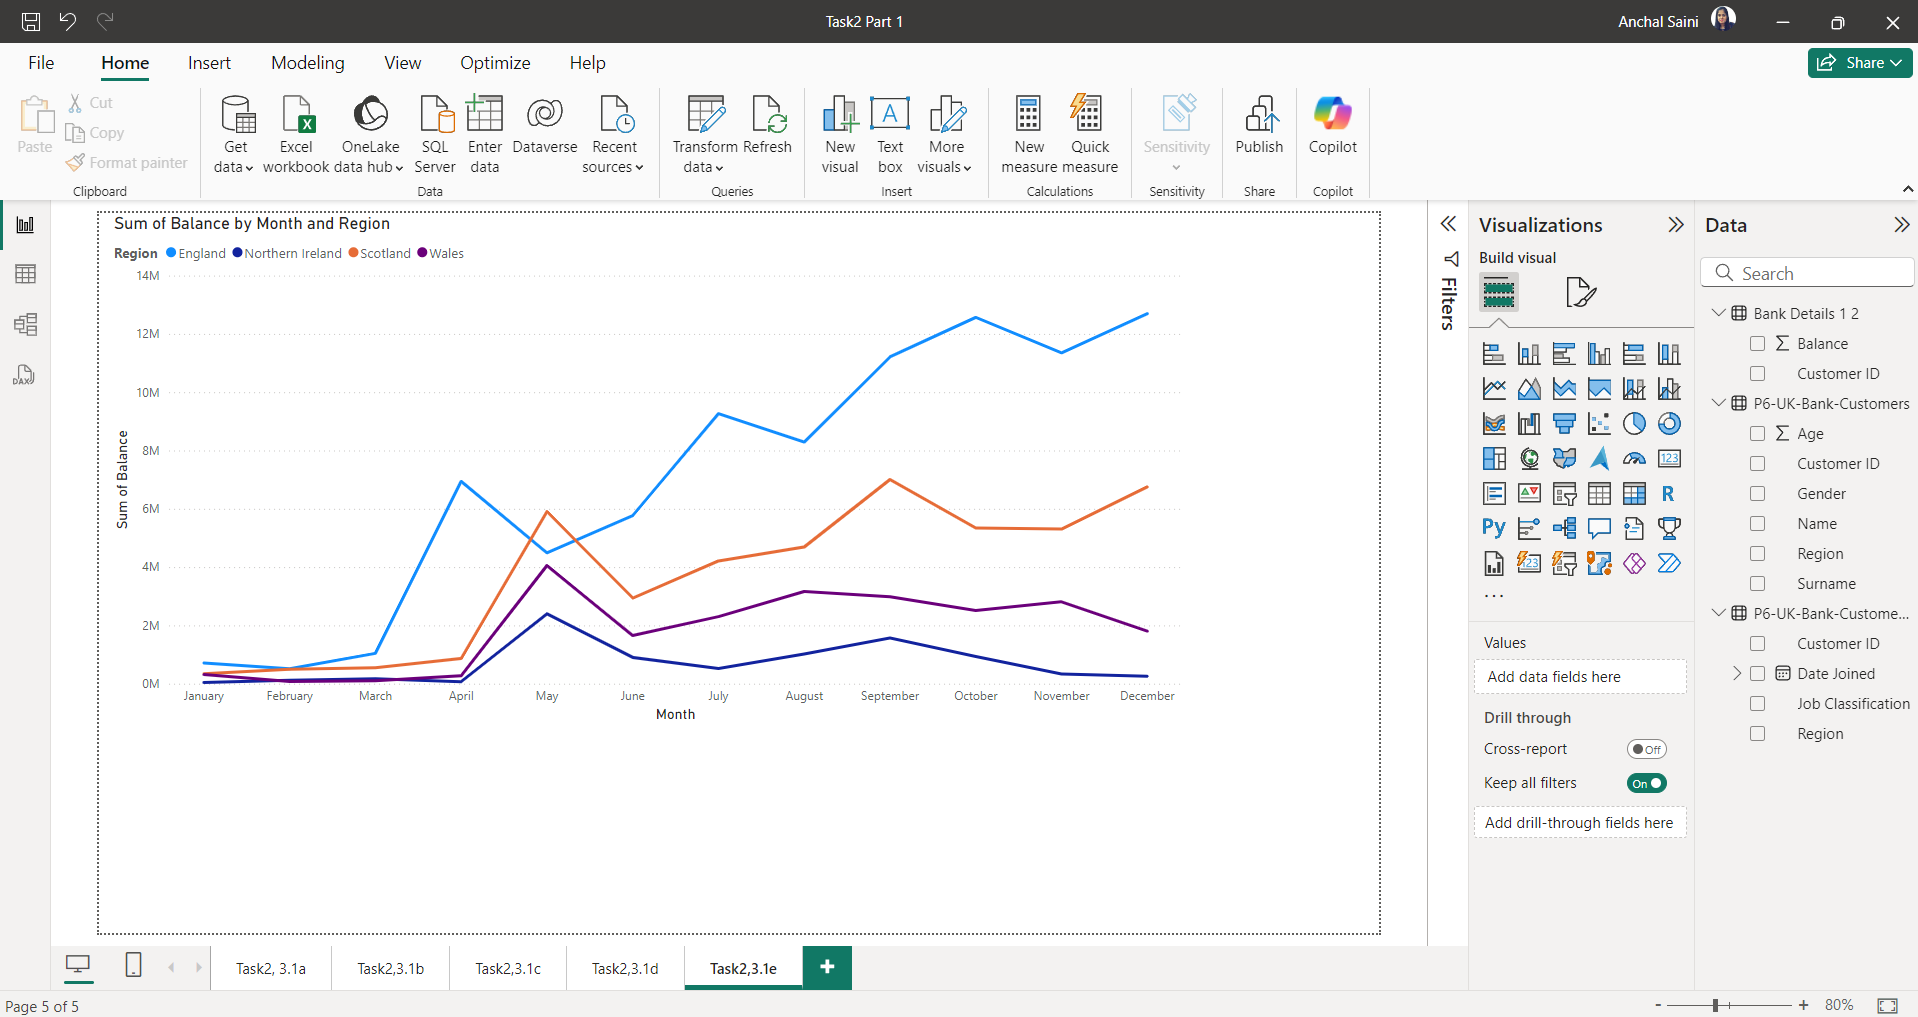 Task2 Part 1
Anchal Saini
File Home Insert Modeling View Optimize Help
Share
Paste
Cut
Copy
Format painter
Clipboard
Get data
Excel workbook
OneLake data hub
SQL Server
Enter data
Dataverse
Recent sources
Data
Transform data
Refresh
Queries
New visual
A
Text box
More visuals
Insert
New measure
Quick measure
Calculations
Sensitivity
Sensitivity
Publish
Share
Copilot
Copilot
DAX
Sum of Balance by Month and Region
Region England Northern Ireland Scotland Wales
14M
12M
10M
8M
6M
4M
2M
0M
Sum of Balance
January February March April May June July August September October November December
Month
Filters
Visualizations
Build visual
123
R
Py
123
...
Values
Add data fields here
Drill through
Cross-report Off
Keep all filters On
Add drill-through fields here
Data
Search
Bank Details 1 2
Σ Balance
Customer ID
P6-UK-Bank-Customers
Σ Age
Customer ID
Gender
Name
Region
Surname
P6-UK-Bank-Custome...
Customer ID
Date Joined
Job Classification
Region
Task2, 3.1a
Task2,3.1b
Task2,3.1c
Task2,3.1d
Task2,3.1e
+
Page 5 of 5
- + 80%